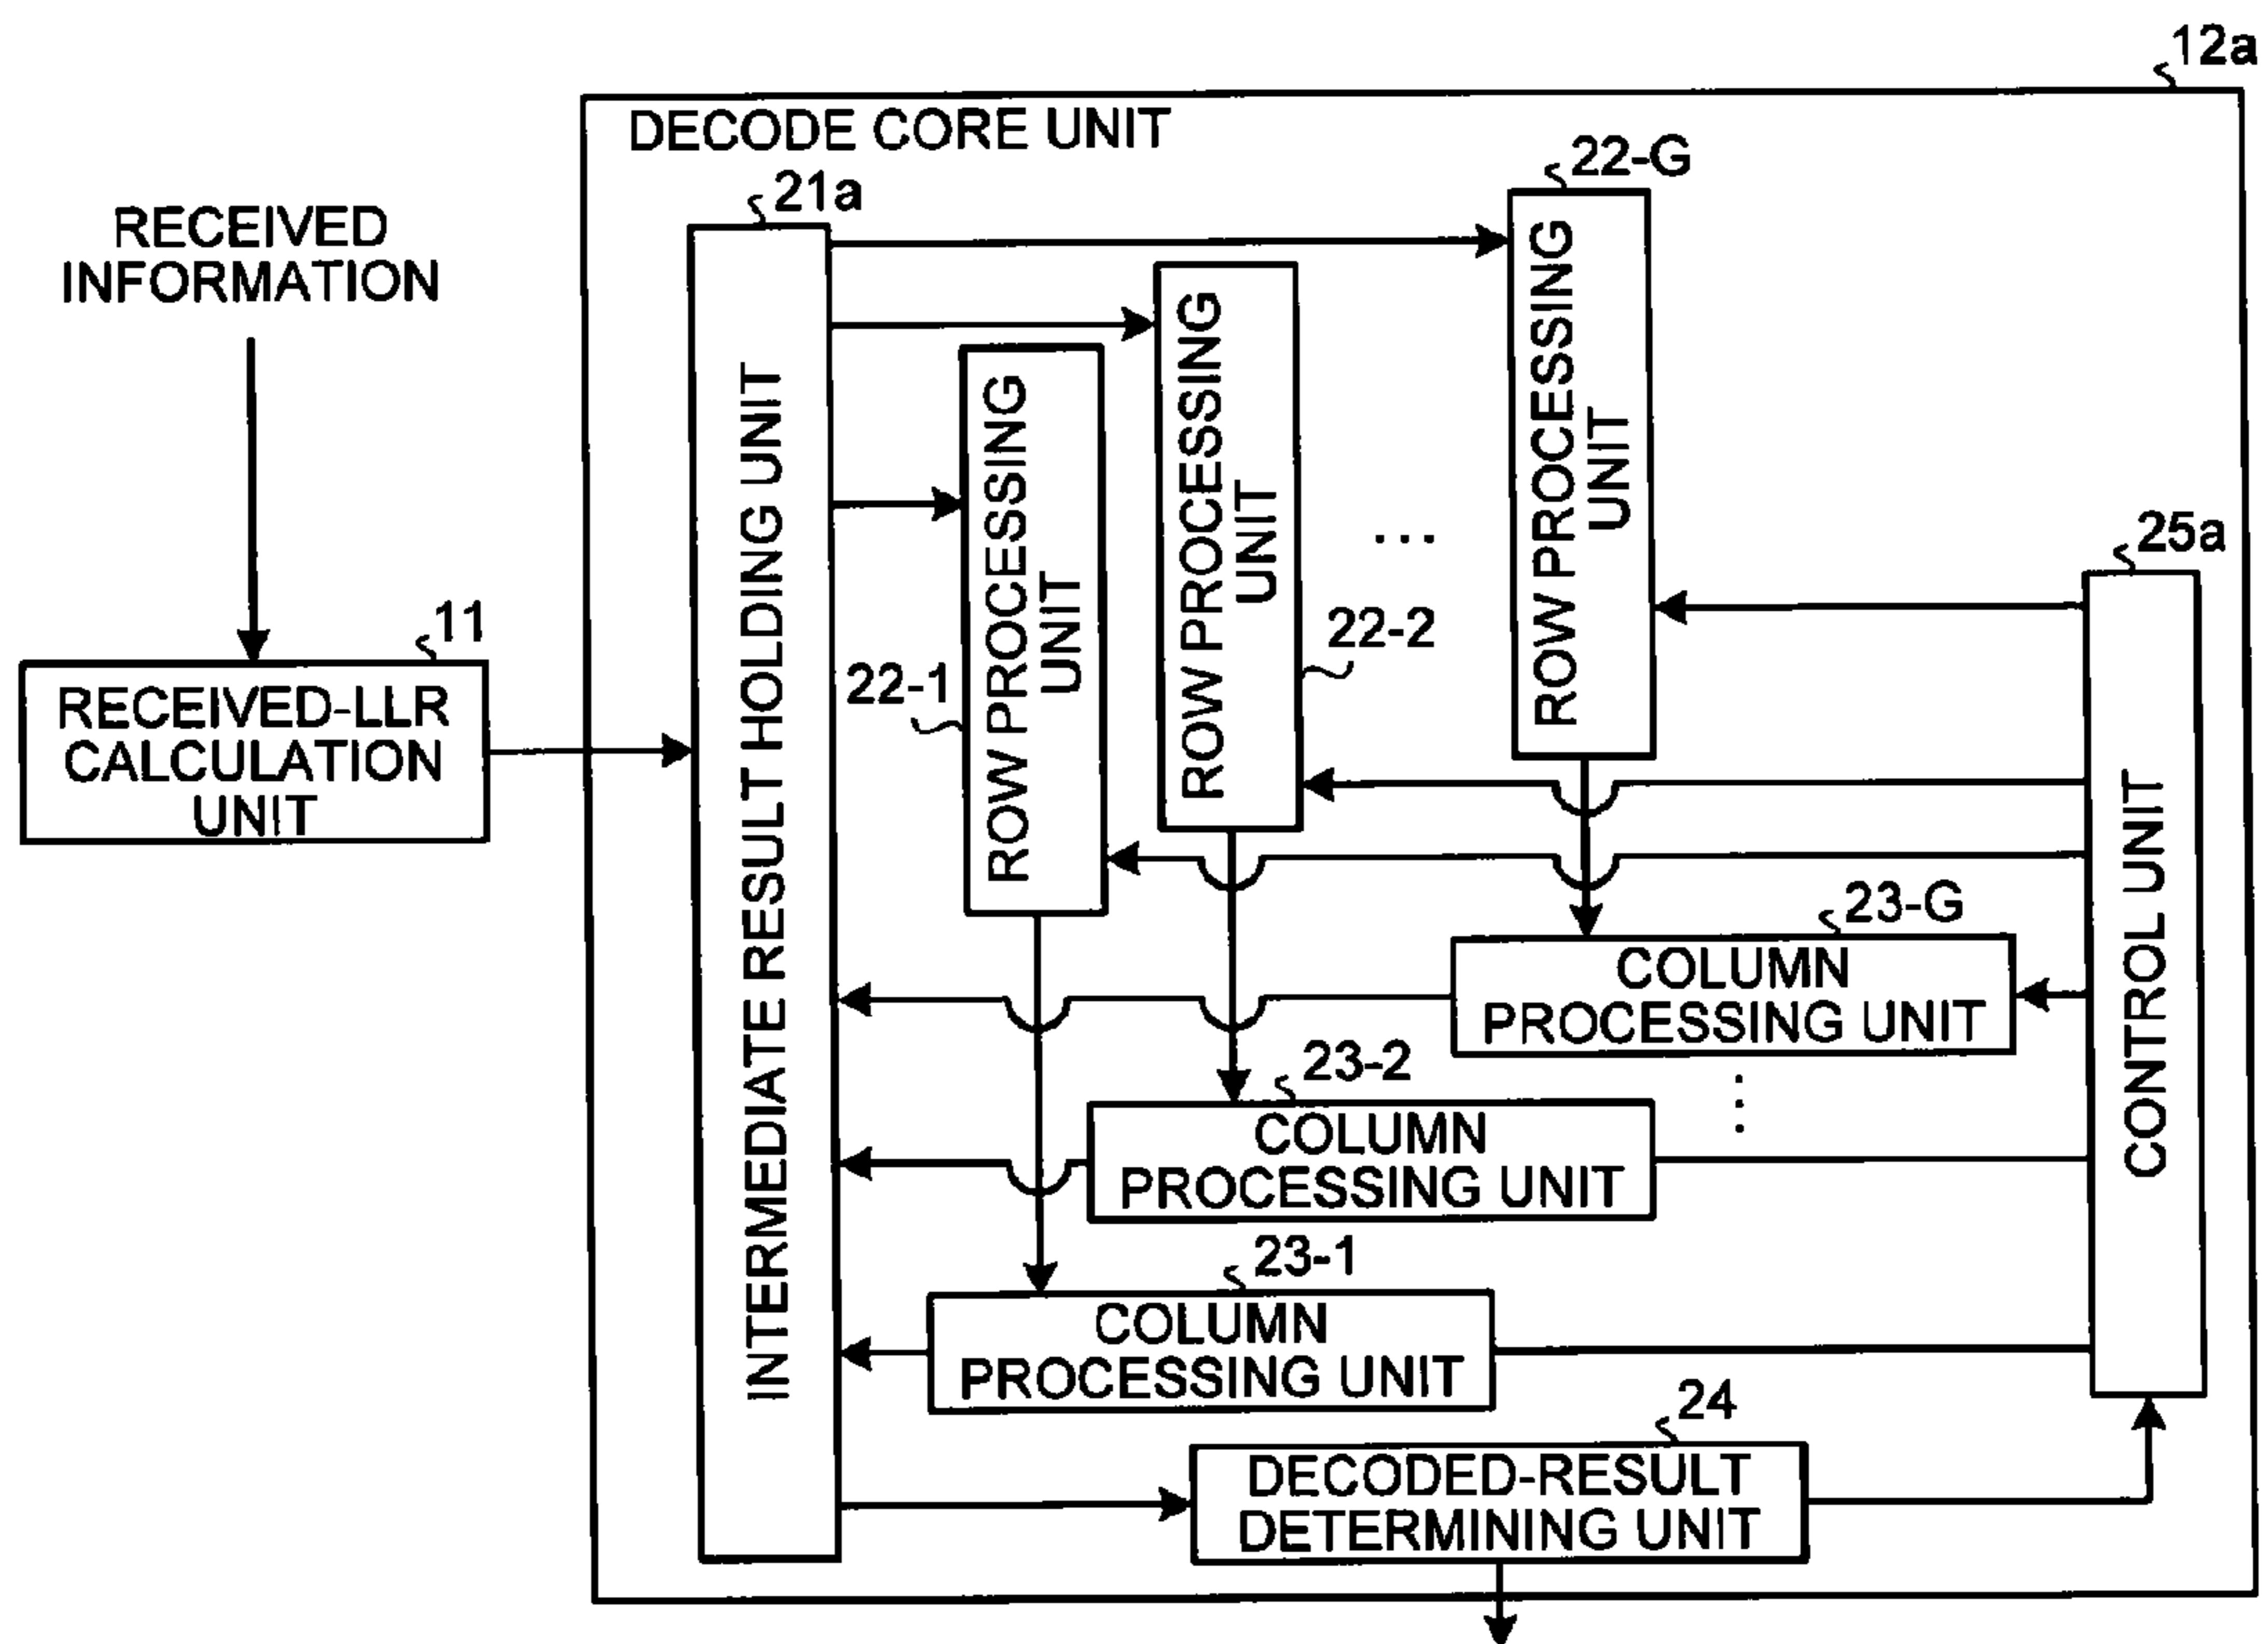 12a
DECODE CORE UNIT
22-G
21a
RECEIVED
INFORMATION
ROW PROCESSING
UNIT
ROW PROCESSING
UNIT
ROW PROCESSING
UNIT
...
25a
22-2
11
22-1
RECEIVED-LLR
CALCULATION
UNIT
INTERMEDIATE RESULT HOLDING UNIT
CONTROL UNIT
23-G
COLUMN
PROCESSING UNIT
23-2
...
COLUMN
PROCESSING UNIT
23-1
COLUMN
PROCESSING UNIT
24
DECODED-RESULT
DETERMINING UNIT